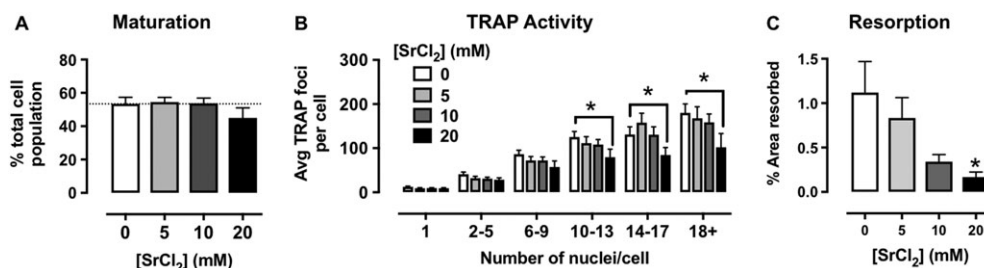 A Maturation
% total cell
population
80
60
40
20
0
0 5 10 20
[SrCl₂] (mM)
B TRAP Activity
[SrCl₂] (mM)
0
5
10
20
Avg TRAP foci
per cell
300
200
100
0
* * *
1 2-5 6-9 10-13 14-17 18+
Number of nuclei/cell
C Resorption
% Area resorbed
1.5
1.0
0.5
0.0
*
0 5 10 20
[SrCl₂] (mM)